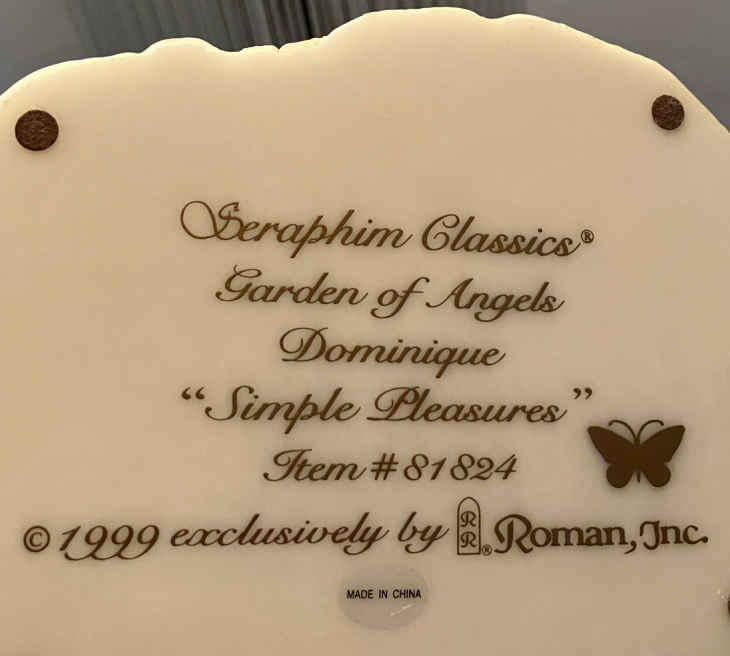 Seraphim Classics®
Garden of Angels
Dominique
“Simple Pleasures”
Item # 81824
© 1999 exclusively by RR® Roman, Inc.
MADE IN CHINA